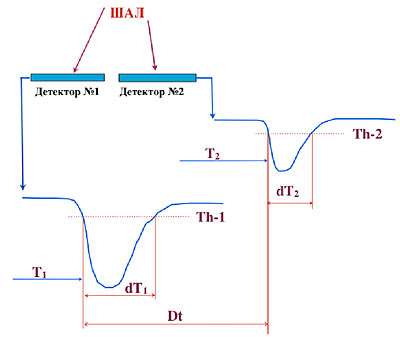 ШАЛ
Детектор №1
Детектор №2
Th-2
T2
dT2
Th-1
T1
dT1
Dt